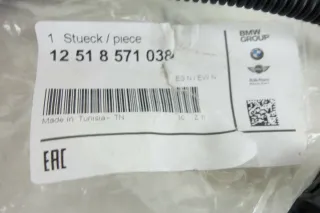 1 Stueck / piece
BMW
GROUP
12 51 8 571 038
Made in Tunisia- TN
EAC